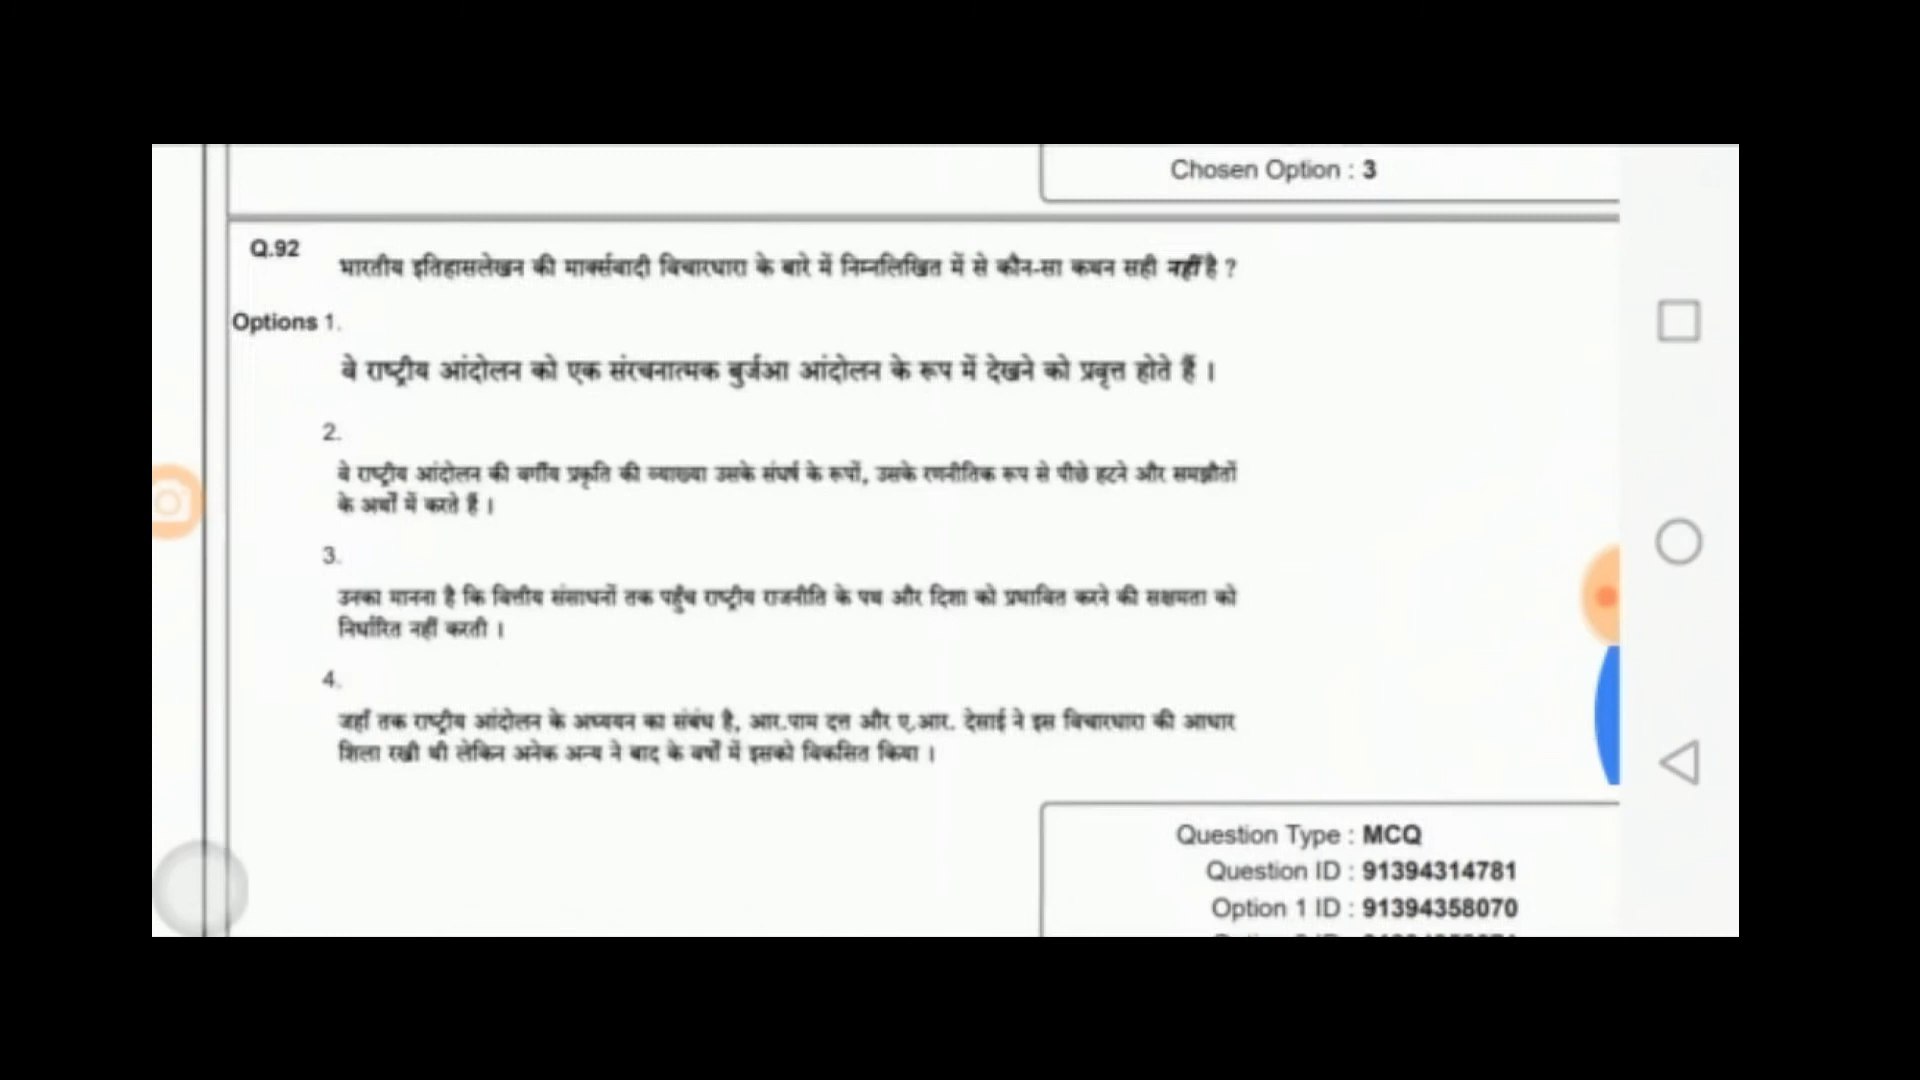 Chosen Option : 3
Q.92
भारतीय इतिहासलेखन की मार्क्सवादी विचारधारा के बारे में निम्नलिखित में से कौन-सा कथन सही नहीं है ?
Options 1.
वे राष्ट्रीय आंदोलन को एक संरचनात्मक बुर्जआ आंदोलन के रूप में देखने को प्रवृत्त होते हैं ।
2.
वे राष्ट्रीय आंदोलन की वर्गीय प्रकृति की व्याख्या उसके संघर्ष के रूपों, उसके रणनीतिक रूप से पीछे हटने और समझौतों
के अर्थों में करते हैं ।
3.
उनका मानना है कि वित्तीय संसाधनों तक पहुँच राष्ट्रीय राजनीति के पथ और दिशा को प्रभावित करने की सक्षमता को
निर्धारित नहीं करती ।
4.
जहाँ तक राष्ट्रीय आंदोलन के अध्ययन का संबंध है, आर.पाम दत्त और ए.आर. देसाई ने इस विचारधारा की आधार
शिला रखी थी लेकिन अनेक अन्य ने बाद के वर्षों में इसको विकसित किया ।
Question Type : MCQ
Question ID : 91394314781
Option 1 ID : 91394358070